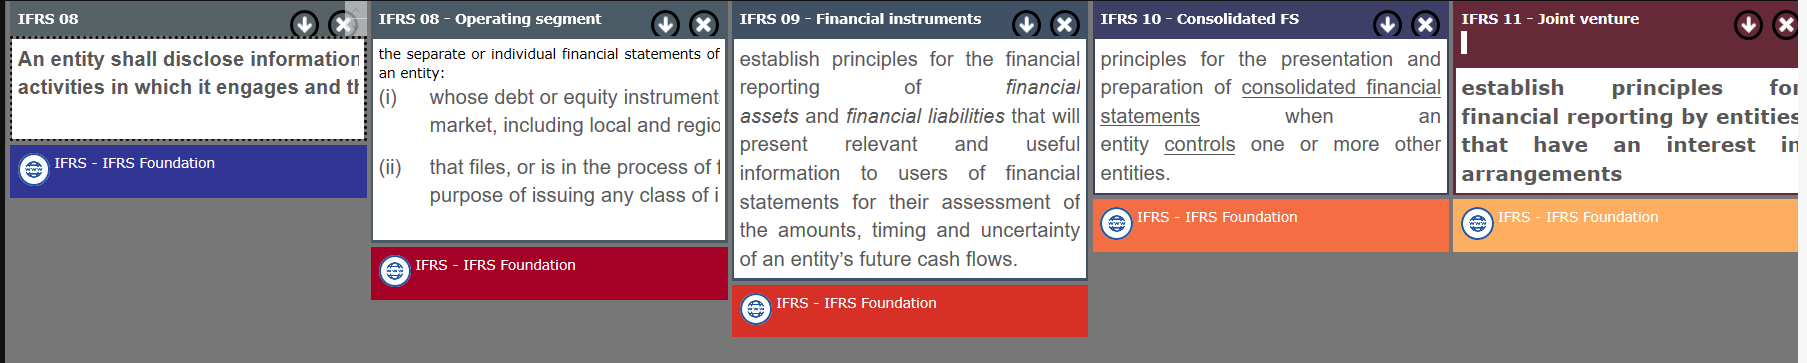 IFRS 08
An entity shall disclose information
activities in which it engages and
IFRS - IFRS Foundation
IFRS 08 - Operating segment
the separate or individual financial statements of
an entity:
(i) whose debt or equity instrument
market, including local and
(ii) that files, or is in the process of
purpose of issuing any class of
IFRS - IFRS Foundation
IFRS 09 - Financial instruments
establish principles for the financial
reporting of financial
assets and financial liabilities that will
present relevant and useful
information to users of financial
statements for their assessment of
the amounts, timing and uncertainty
of an entity’s future cash flows.
IFRS - IFRS Foundation
IFRS 10 - Consolidated FS
principles for the presentation and
preparation of consolidated financial
statements when an
entity controls one or more other
entities.
IFRS - IFRS Foundation
IFRS 11 - Joint venture
establish principles for
financial reporting by entities
that have an interest in
arrangements
IFRS - IFRS Foundation